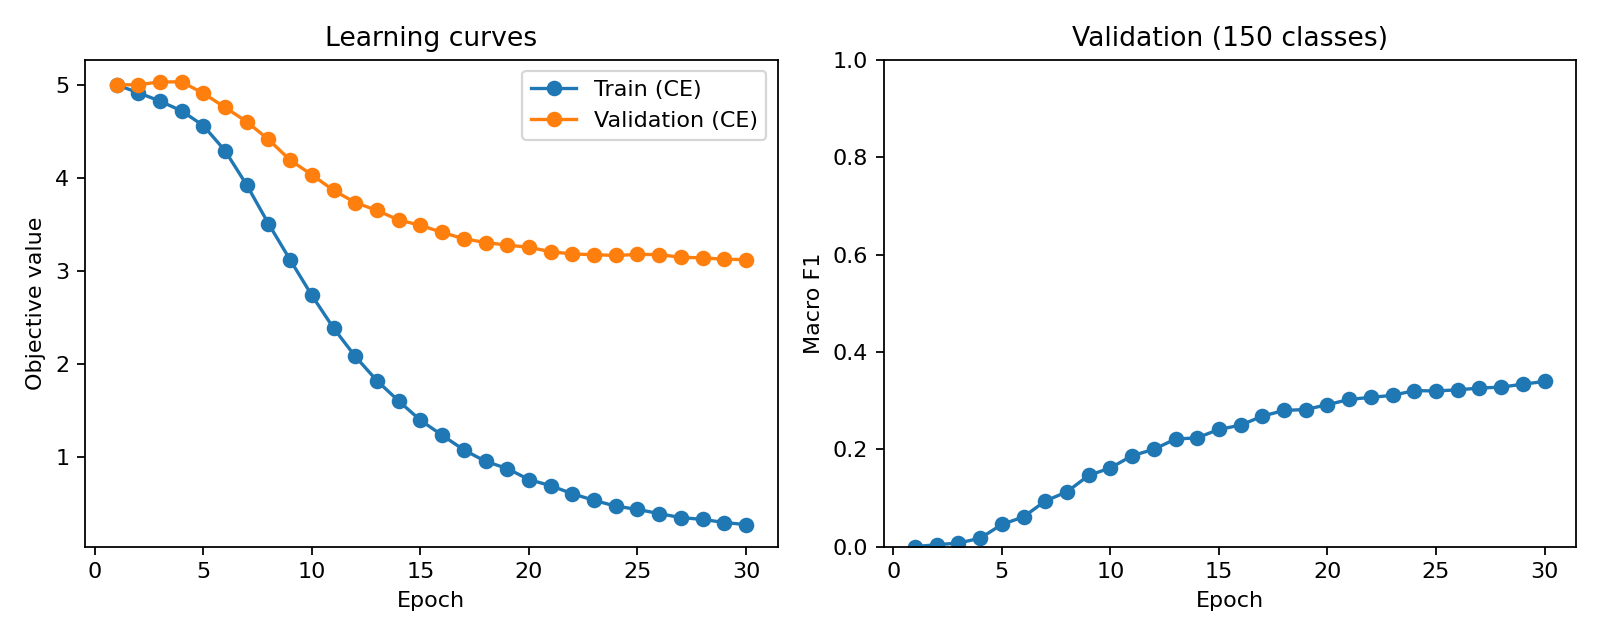 Learning curves
Train (CE)
Validation (CE)
Objective value
5
4
3
2
1
0 5 10 15 20 25 30
Epoch
Validation (150 classes)
Macro F1
1.0
0.8
0.6
0.4
0.2
0.0
0 5 10 15 20 25 30
Epoch